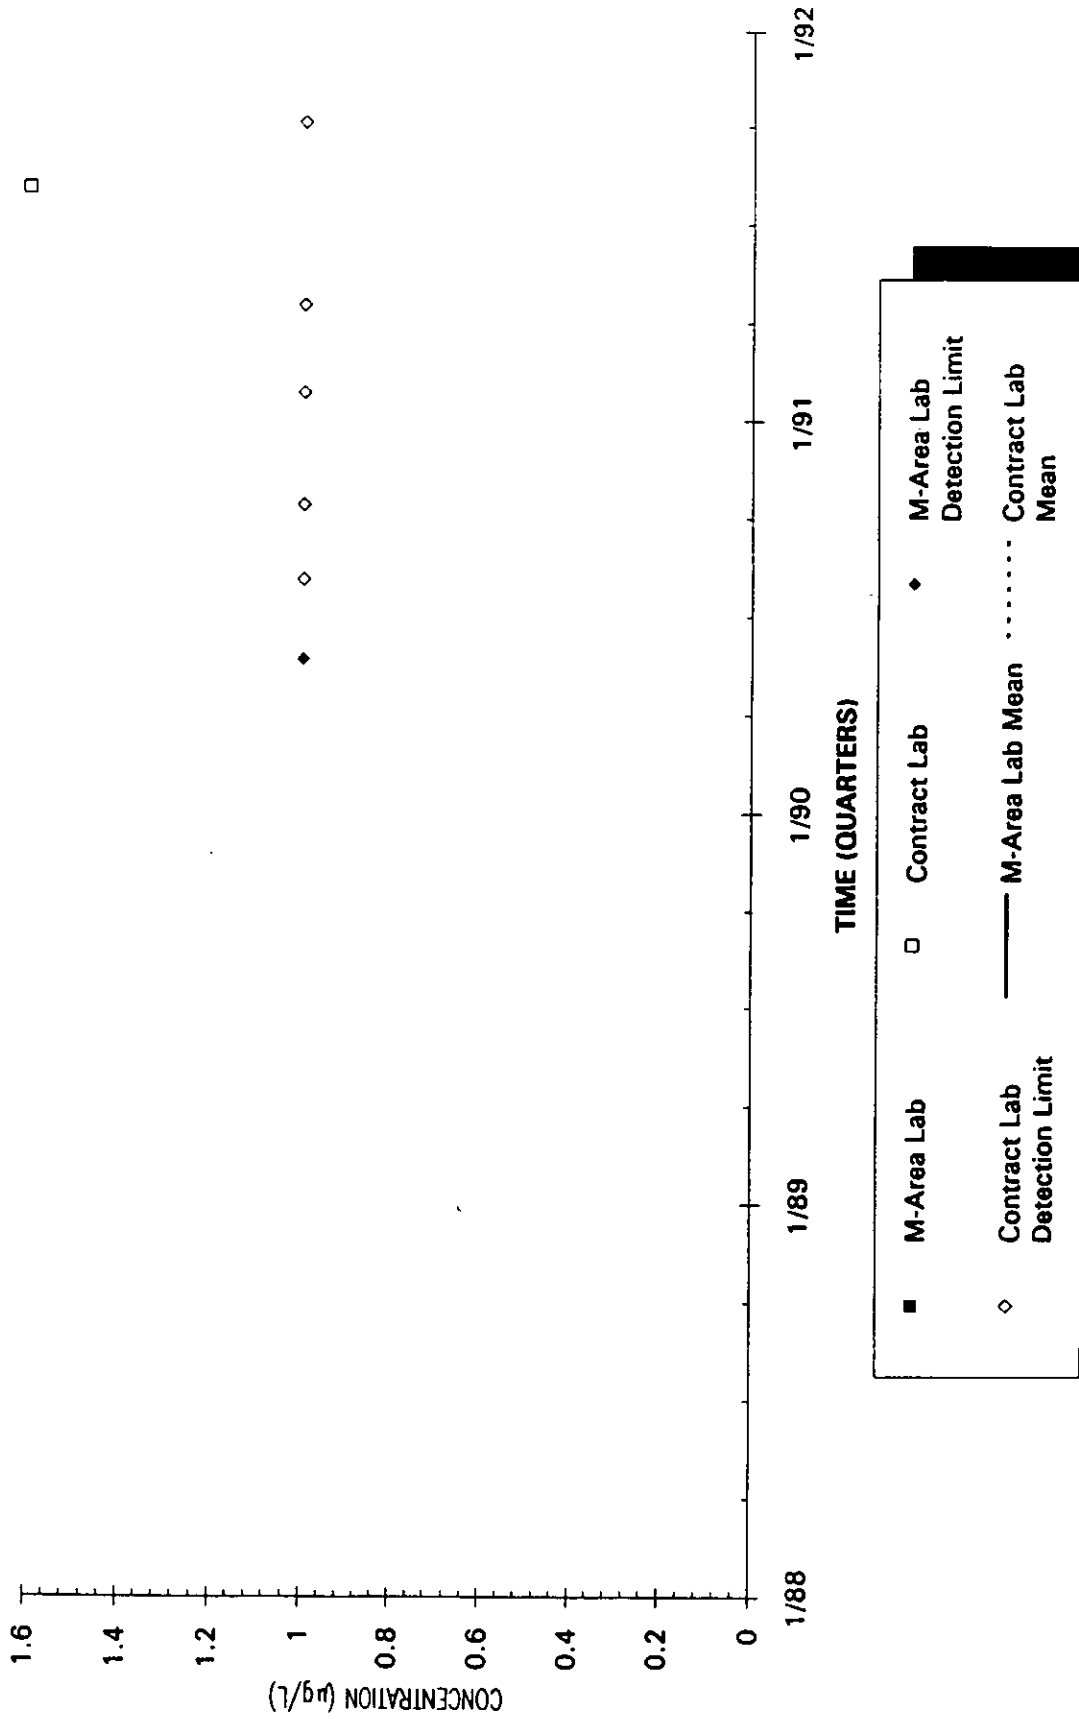 CONCENTRATION (µg/L)
1.6
1.4
1.2
1
0.8
0.6
0.4
0.2
0
1/88
1/89
1/90
1/91
1/92
TIME (QUARTERS)
M-Area Lab
Contract Lab
M-Area Lab
Detection Limit
Contract Lab
Detection Limit
M-Area Lab Mean
Contract Lab
Mean